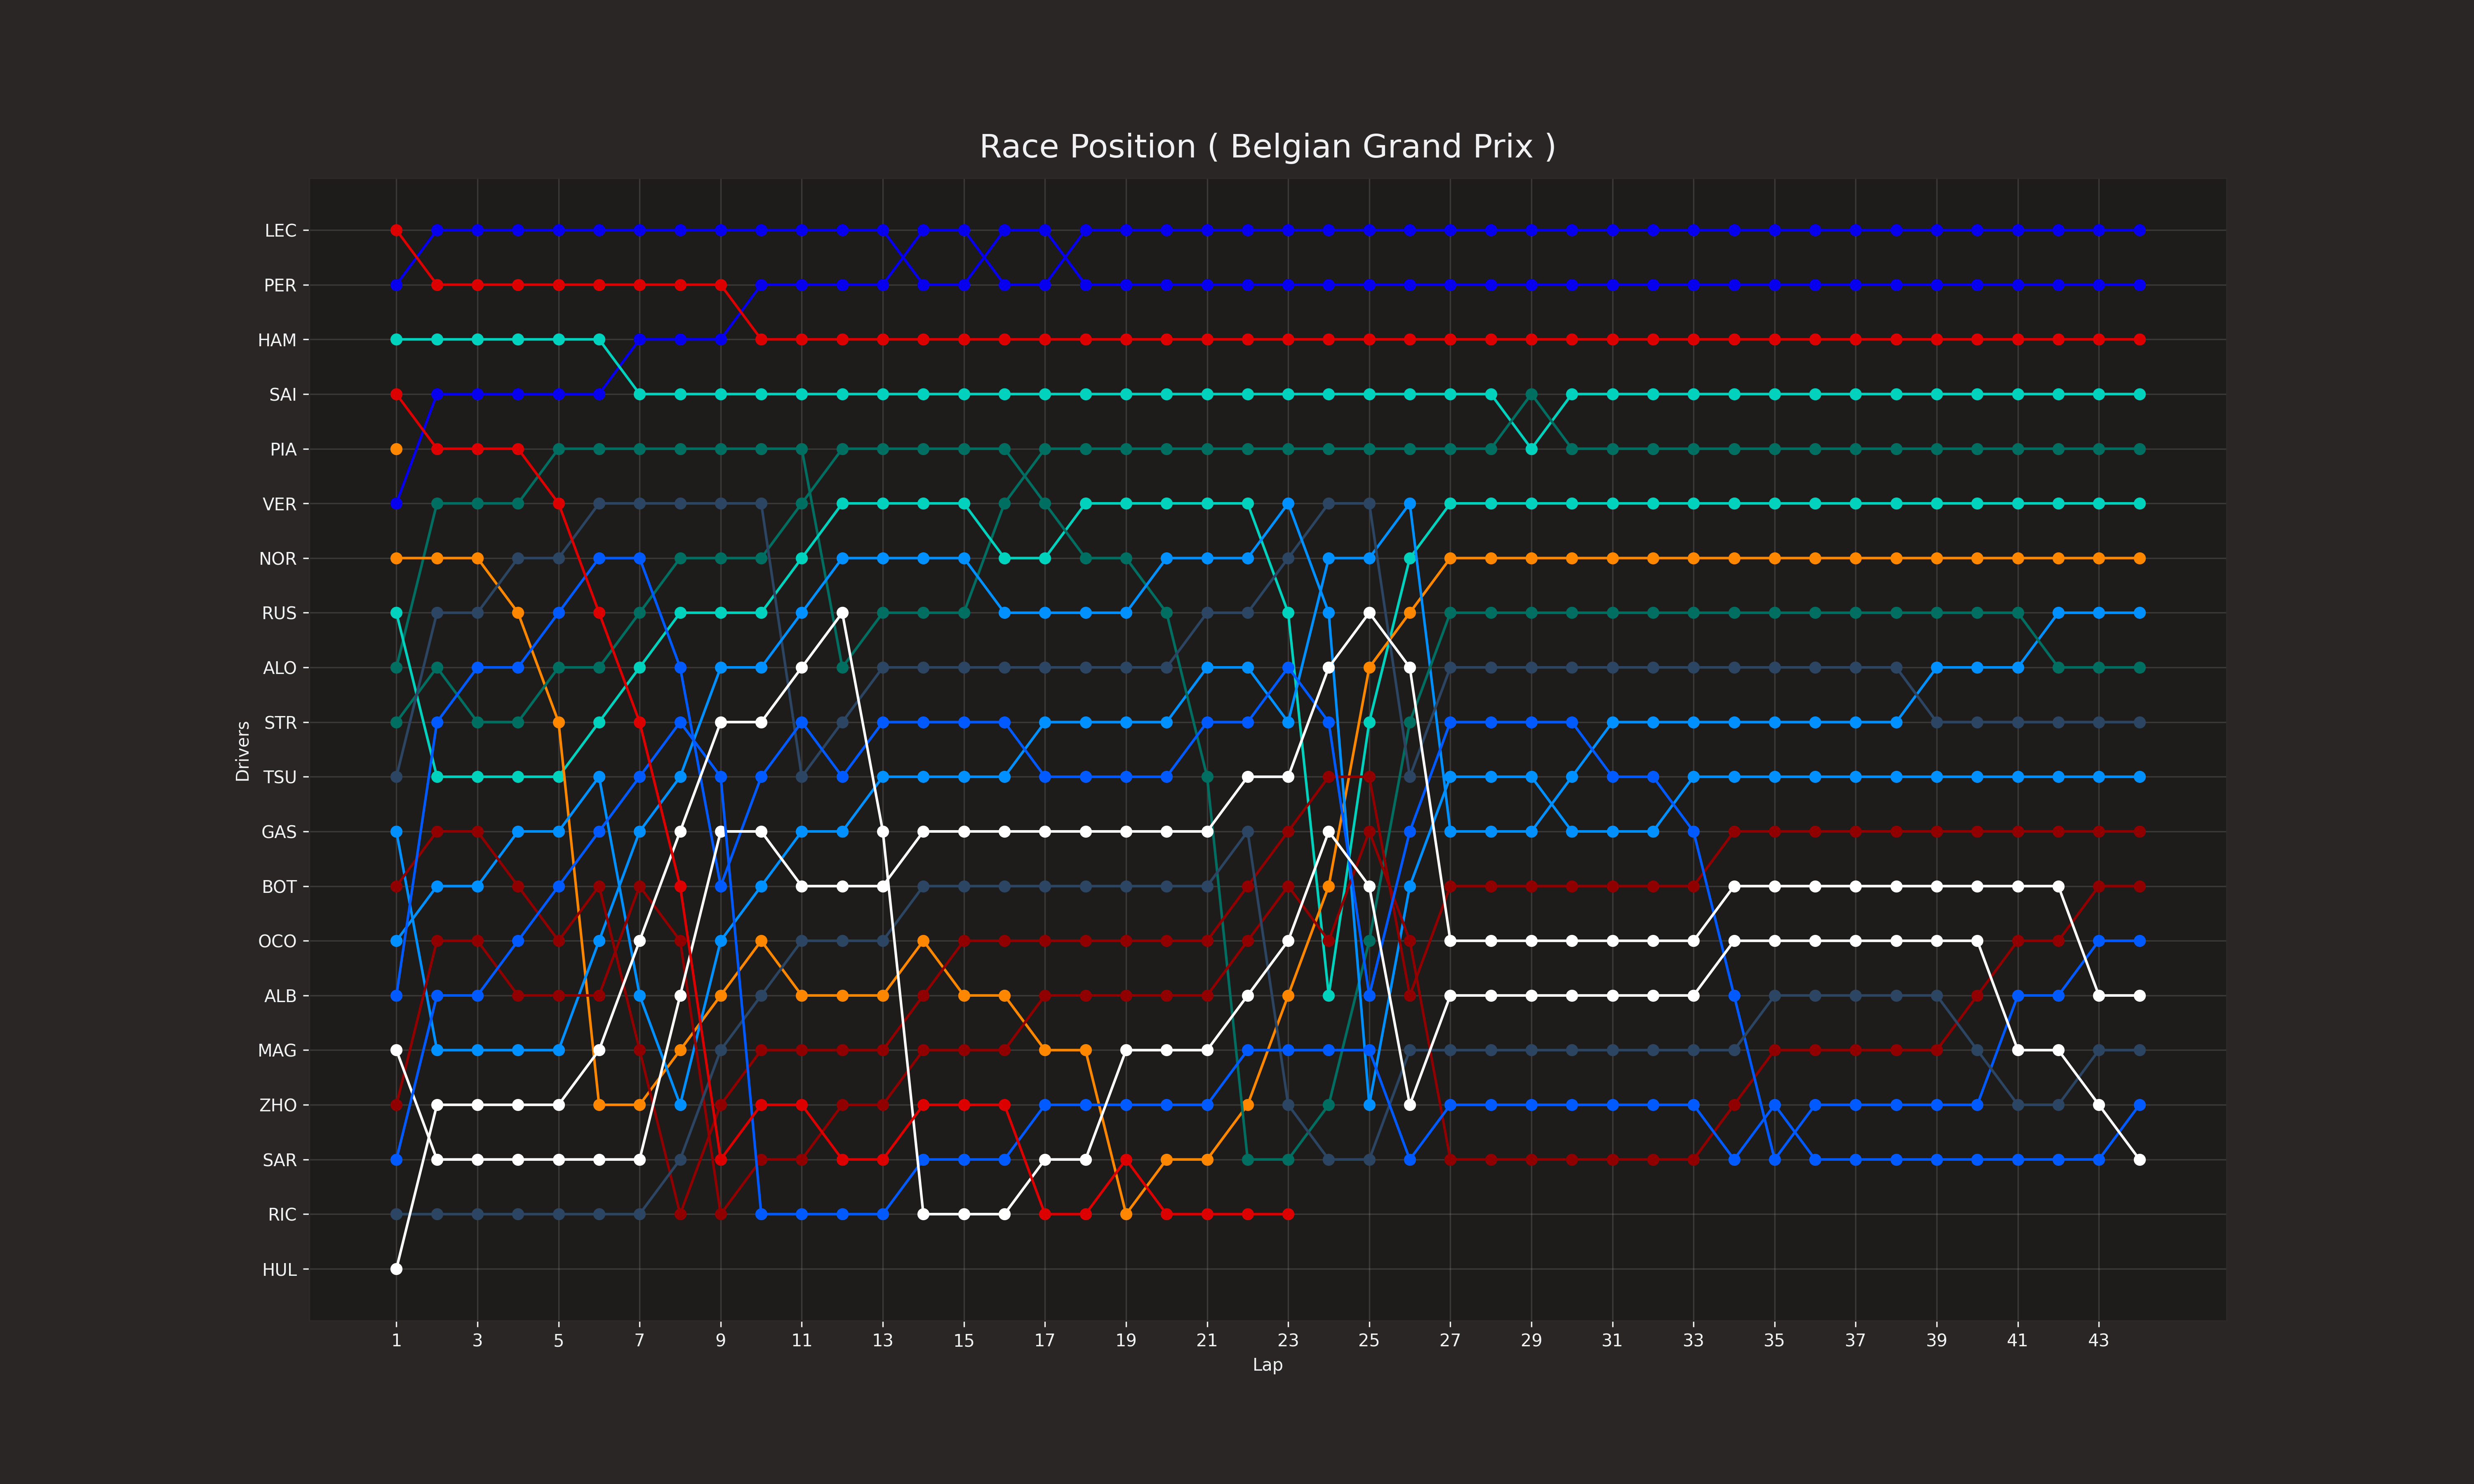 Race Position ( Belgian Grand Prix )
LEC
PER
HAM
SAI
PIA
VER
NOR
RUS
ALO
STR
TSU
GAS
BOT
OCO
ALB
MAG
ZHO
SAR
RIC
HUL
Drivers
1 3 5 7 9 11 13 15 17 19 21 23 25 27 29 31 33 35 37 39 41 43
Lap